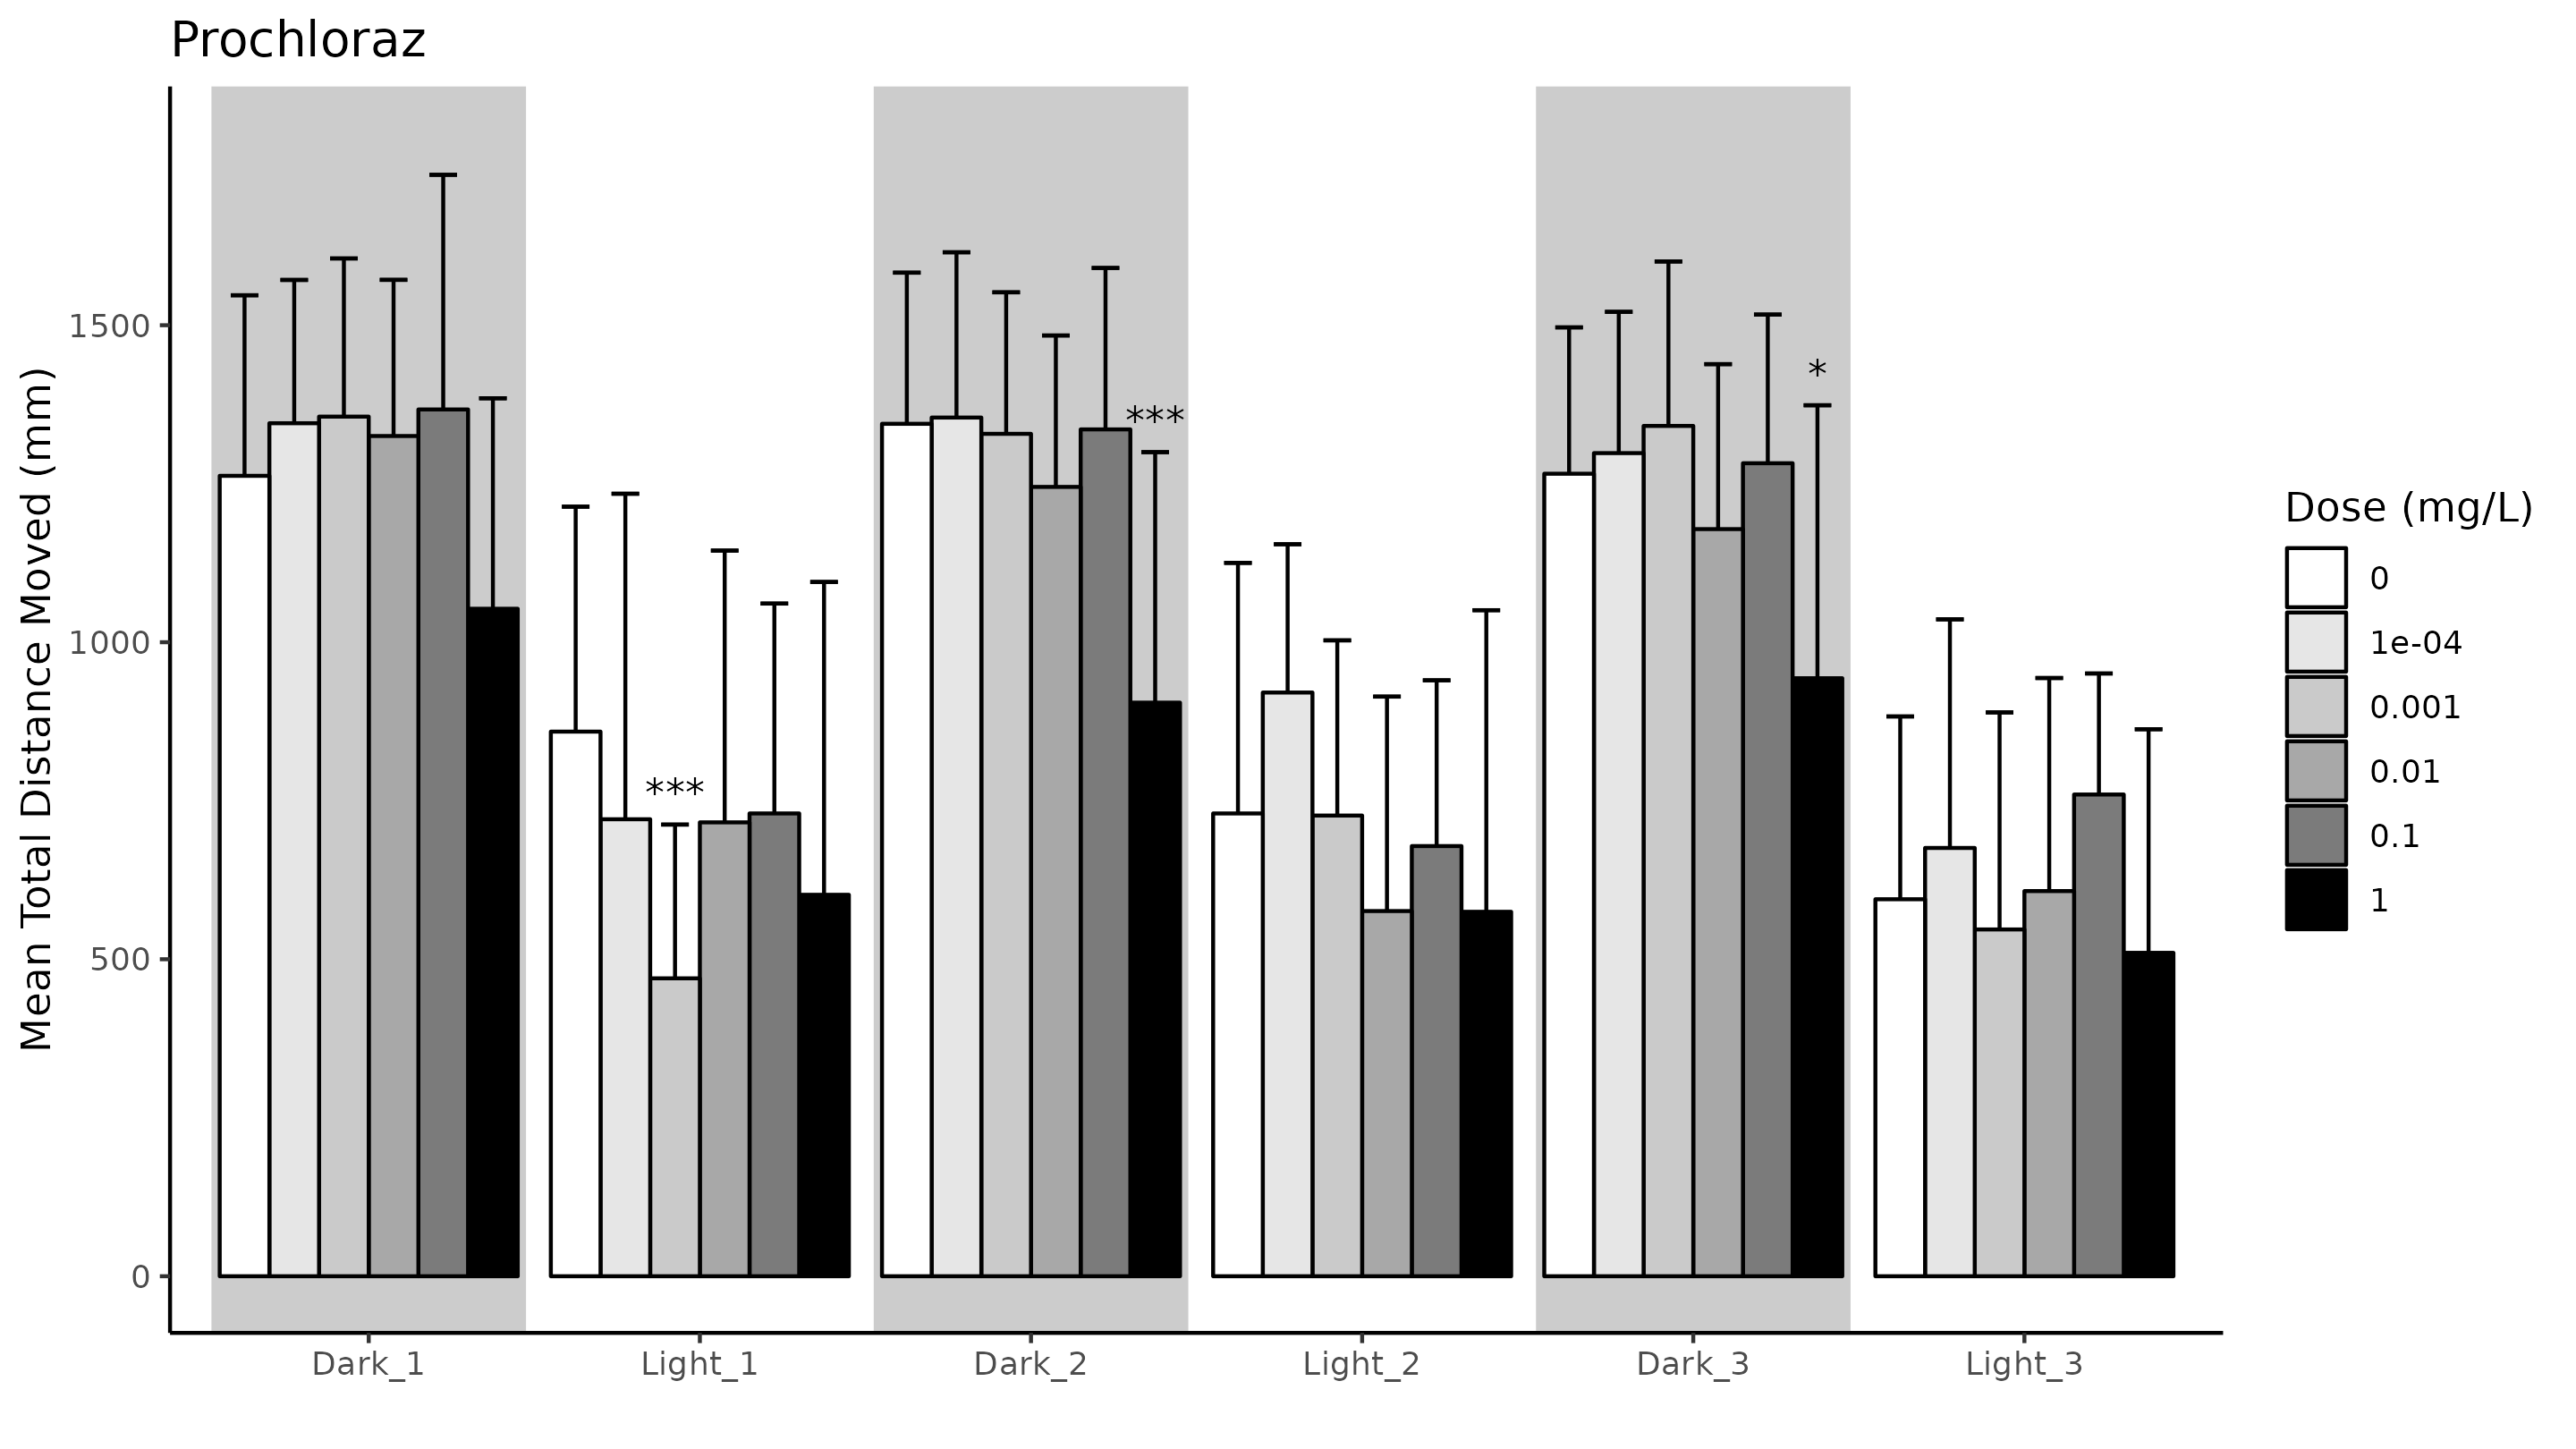 Prochloraz
Mean Total Distance Moved (mm)
1500
1000
500
0
***
***
*
Dark_1
Light_1
Dark_2
Light_2
Dark_3
Light_3
Dose (mg/L)
0
1e-04
0.001
0.01
0.1
1